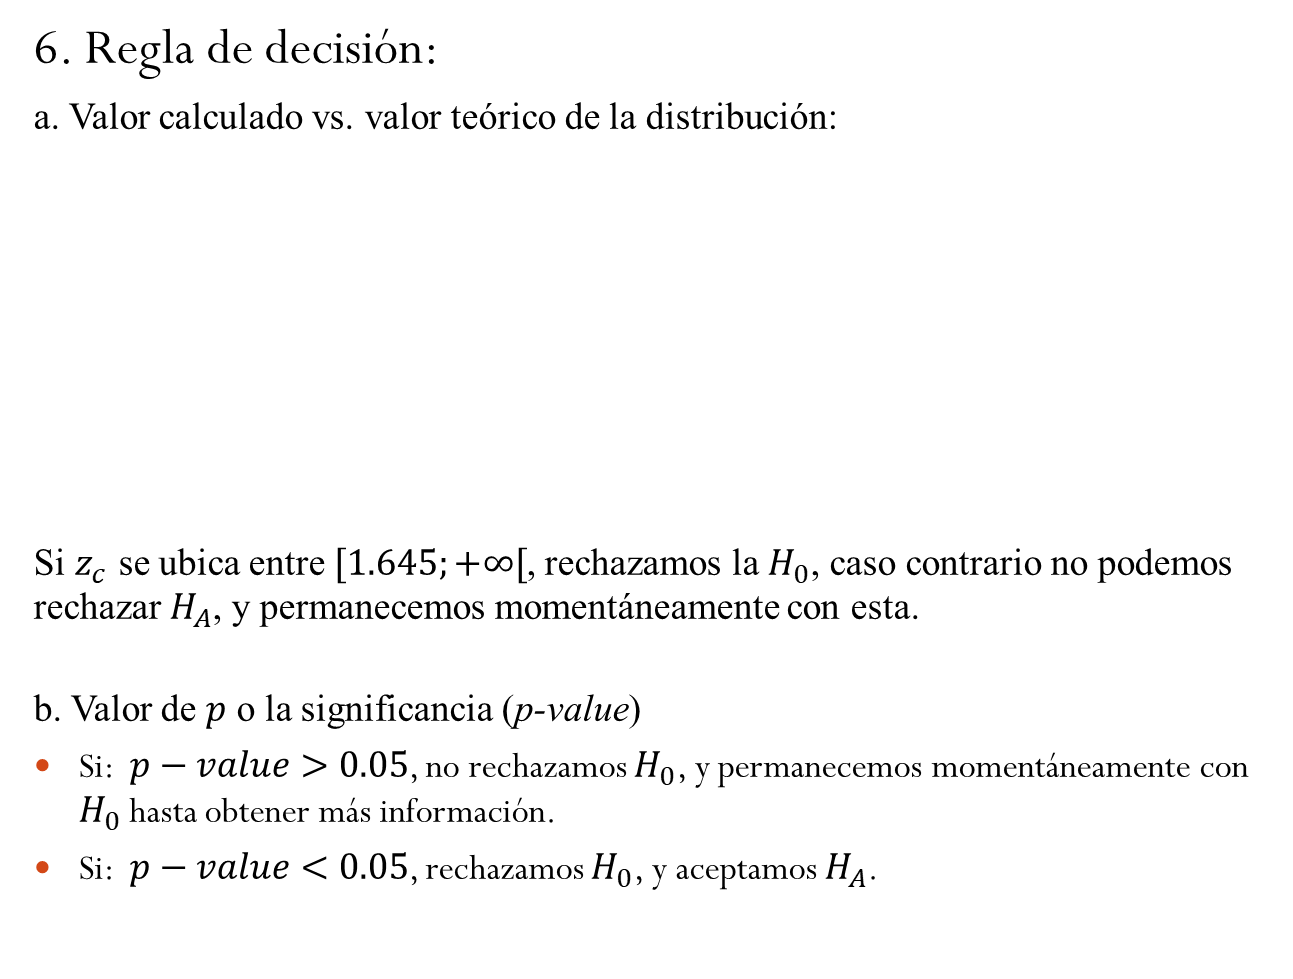 6. Regla de decisión:
a. Valor calculado vs. valor teórico de la distribución:
Si z_c se ubica entre [1.645; +∞[, rechazamos la H_0, caso contrario no podemos
rechazar H_A, y permanecemos momentáneamente con esta.
b. Valor de p o la significancia (p-value)
• Si: p − value > 0.05, no rechazamos H_0, y permanecemos momentáneamente con
H_0 hasta obtener más información.
• Si: p − value < 0.05, rechazamos H_0, y aceptamos H_A.